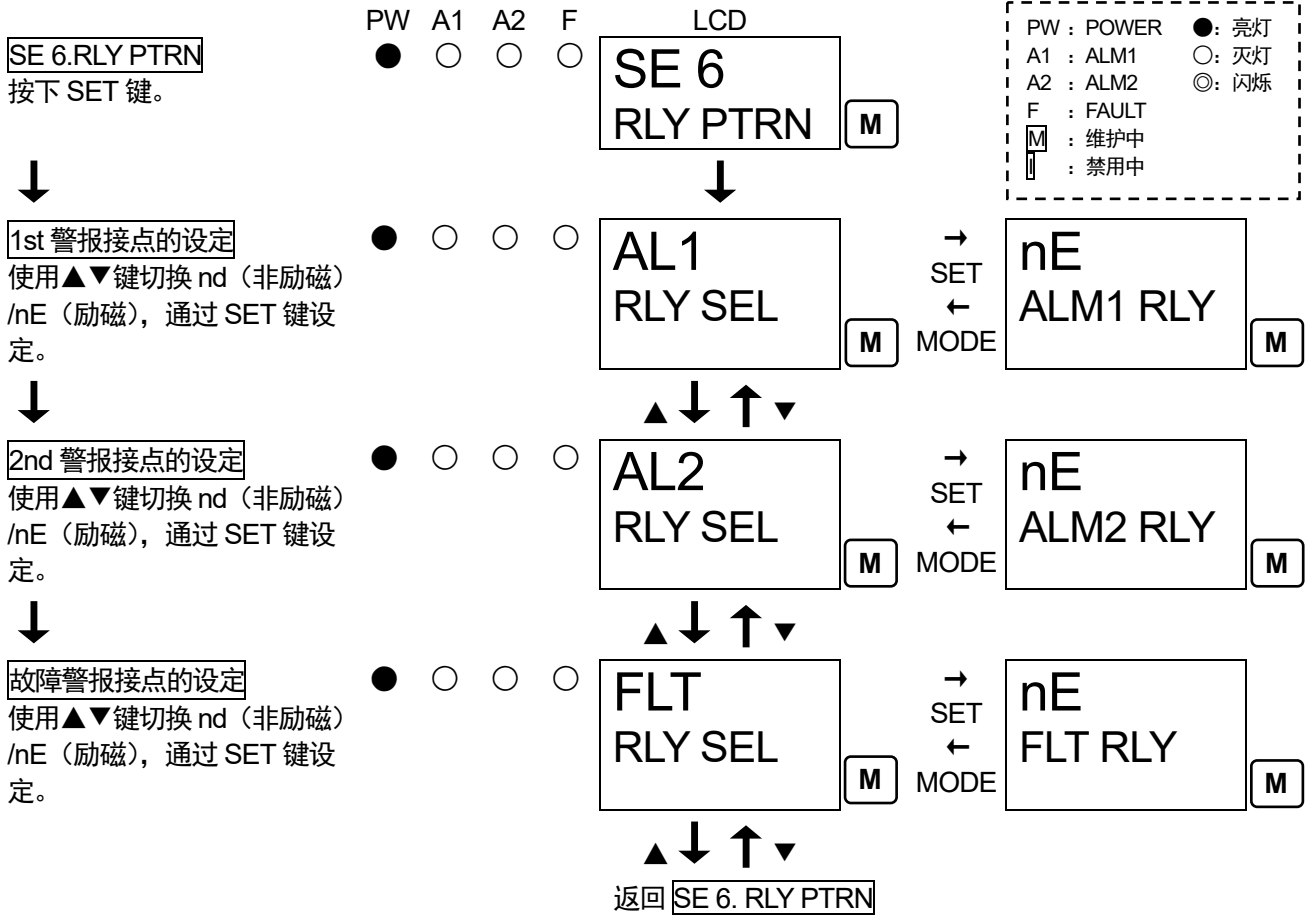 PW A1 A2 F LCD
SE 6.RLY PTRN
按下 SET 键。
● ○ ○ ○
SE 6
RLY PTRN
M
PW：POWER ●：亮灯
A1：ALM1 ○：灭灯
A2：ALM2 ◎：闪烁
F：FAULT
M：维护中
I：禁用中
↓ ↓
1st 警报接点的设定
使用▲▼键切换 nd（非励磁）
/nE（励磁），通过 SET 键设
定。
● ○ ○ ○
AL1
RLY SEL
M
→
SET
←
MODE
nE
ALM1 RLY
M
↓ ▲↓ ↑▼
2nd 警报接点的设定
使用▲▼键切换 nd（非励磁）
/nE（励磁），通过 SET 键设
定。
● ○ ○ ○
AL2
RLY SEL
M
→
SET
←
MODE
nE
ALM2 RLY
M
↓ ▲↓ ↑▼
故障警报接点的设定
使用▲▼键切换 nd（非励磁）
/nE（励磁），通过 SET 键设
定。
● ○ ○ ○
FLT
RLY SEL
M
→
SET
←
MODE
nE
FLT RLY
M
▲↓ ↑▼
返回 SE 6. RLY PTRN